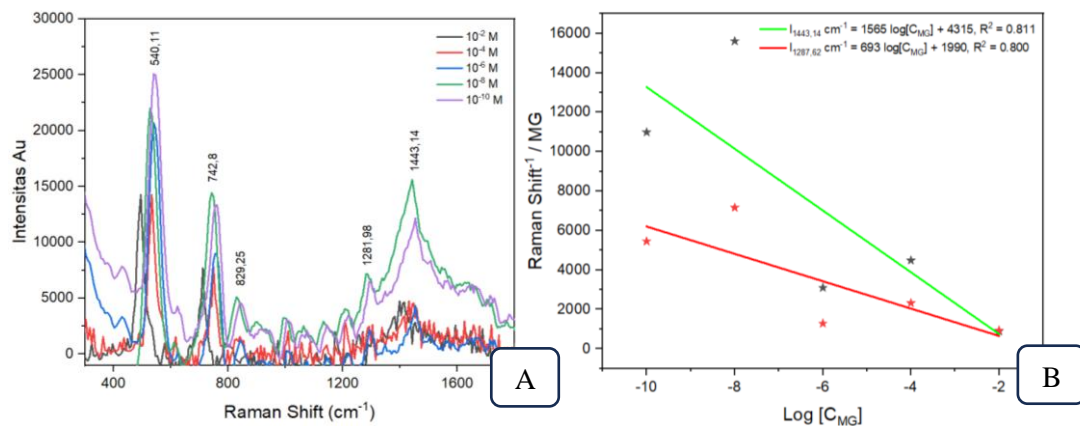 30000
25000
20000
15000
10000
5000
0
Intensitas Au
540,11
742,8
829,25
1281,98
1443,14
10⁻² M
10⁻⁴ M
10⁻⁶ M
10⁻⁸ M
10⁻¹⁰ M
400 800 1200 1600
Raman Shift (cm⁻¹)
A
16000
14000
12000
10000
8000
6000
4000
2000
0
Raman Shift⁻¹ / MG
I₁₄₄₃,₁₄ cm⁻¹ = 1565 log[C_MG] + 4315, R² = 0.811
I₁₂₈₇,₆₂ cm⁻¹ = 693 log[C_MG] + 1990, R² = 0.800
-10 -8 -6 -4 -2
Log [C_MG]
B